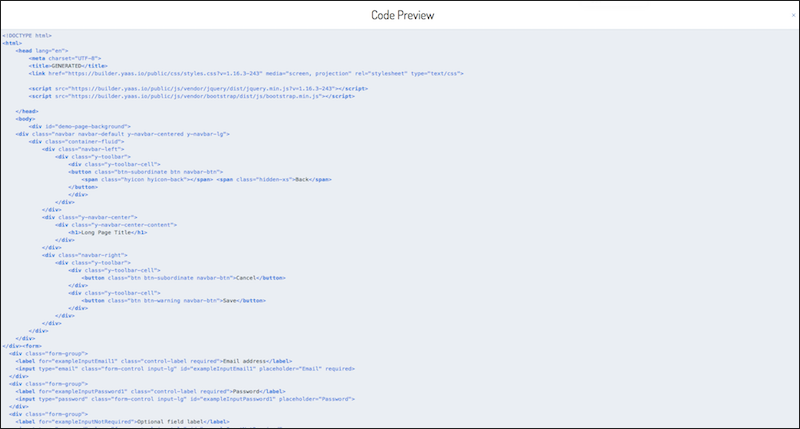 Code Preview
×
<!DOCTYPE html>
<html>
<head lang="en">
<meta charset="UTF-8">
<title>GENERATED</title>
<link href="https://builder.yaas.io/public/css/styles.css?v=1.16.3-243" media="screen, projection" rel="stylesheet" type="text/css">
<script src="https://builder.yaas.io/public/js/vendor/jquery/dist/jquery.min.js?v=1.16.3-243"></script>
<script src="https://builder.yaas.io/public/js/vendor/bootstrap/dist/js/bootstrap.min.js"></script>
</head>
<body>
<div id="demo-page-background">
<div class="navbar navbar-default y-navbar-centered y-navbar-lg">
<div class="container-fluid">
<div class="navbar-left">
<div class="y-toolbar">
<div class="y-toolbar-cell">
<button class="btn-subordinate btn navbar-btn">
<span class="hyicon hyicon-back"></span> <span class="hidden-xs">Back</span>
</button>
</div>
</div>
</div>
<div class="y-navbar-center">
<div class="y-navbar-center-content">
<h1>Long Page Title</h1>
</div>
</div>
<div class="navbar-right">
<div class="y-toolbar">
<div class="y-toolbar-cell">
<button class="btn btn-subordinate navbar-btn">Cancel</button>
</div>
<div class="y-toolbar-cell">
<button class="btn btn-warning navbar-btn">Save</button>
</div>
</div>
</div>
</div>
</div><form>
<div class="form-group">
<label for="exampleInputEmail1" class="control-label required">Email address</label>
<input type="email" class="form-control input-lg" id="exampleInputEmail1" placeholder="Email" required>
</div>
<div class="form-group">
<label for="exampleInputPassword1" class="control-label required">Password</label>
<input type="password" class="form-control input-lg" id="exampleInputPassword1" placeholder="Password">
</div>
<div class="form-group">
<label for="exampleInputNotRequired">Optional field label</label>